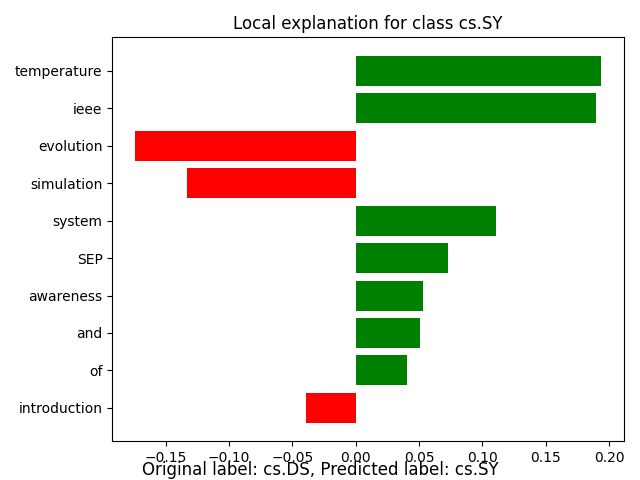 Local explanation for class cs.SY
temperature
ieee
evolution
simulation
system
SEP
awareness
and
of
introduction
−0.15 −0.10 −0.05 0.00 0.05 0.10 0.15 0.20
Original label: cs.DS, Predicted label: cs.SY